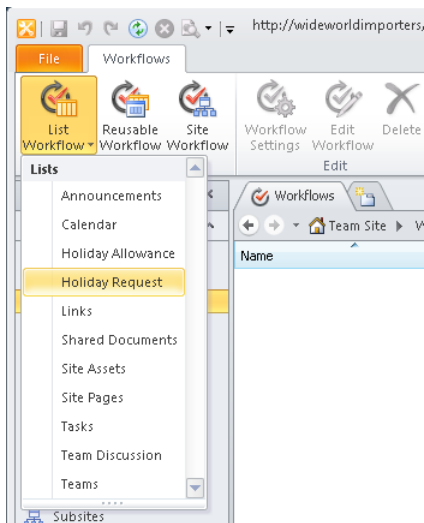 http://wideworldimporters/
File
Workflows
List
Workflow
Reusable
Workflow
Site
Workflow
Workflow
Settings
Edit
Workflow
Delete
Edit
Lists
Announcements
Calendar
Holiday Allowance
Holiday Request
Links
Shared Documents
Site Assets
Site Pages
Tasks
Team Discussion
Teams
Workflows
Team Site
Name
Subsites